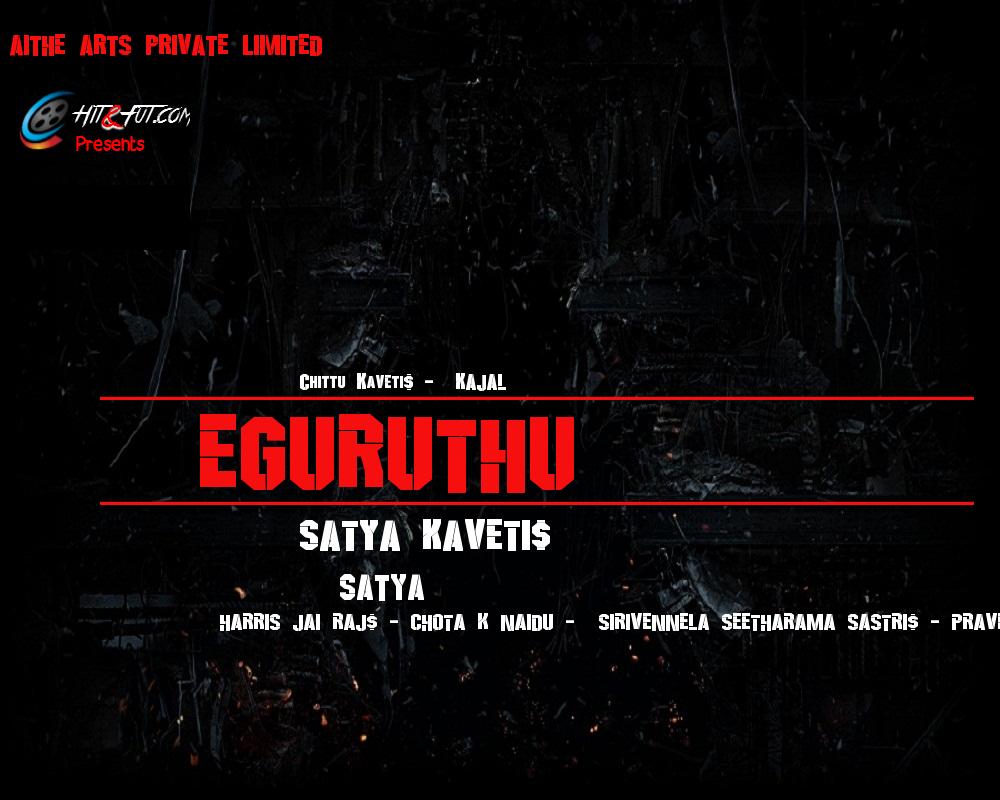 AITHE ARTS PRIVATE LIMITED
HIT&FUT.COM
Presents
CHITTU KAVETI$ - KAJAL
EGURUTHU
SATYA KAVETI$
SATYA
HARRIS JAI RAJ$ - CHOTA K NAIDU - SIRIVENNELA SEETHARAMA SASTRI$ -